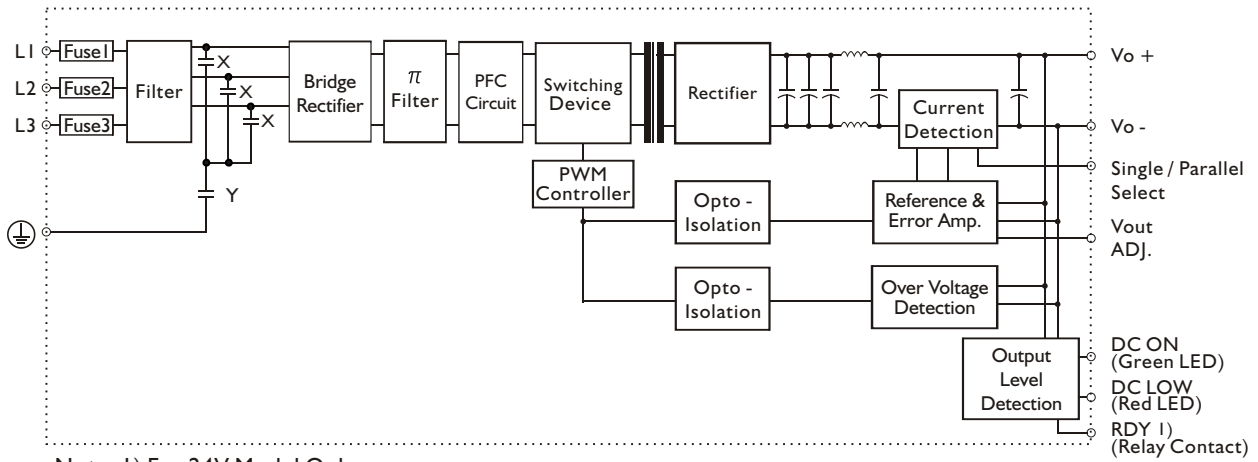 L1
Fuse1
L2
Fuse2
L3
Fuse3
Filter
X
X
X
Y
Bridge
Rectifier
π
Filter
PFC
Circuit
Switching
Device
PWM
Controller
Rectifier
Current
Detection
Opto -
Isolation
Reference &
Error Amp.
Opto -
Isolation
Over Voltage
Detection
Output
Level
Detection
Vo +
Vo -
Single / Parallel
Select
Vout
ADJ.
DC ON
(Green LED)
DC LOW
(Red LED)
RDY 1)
(Relay Contact)